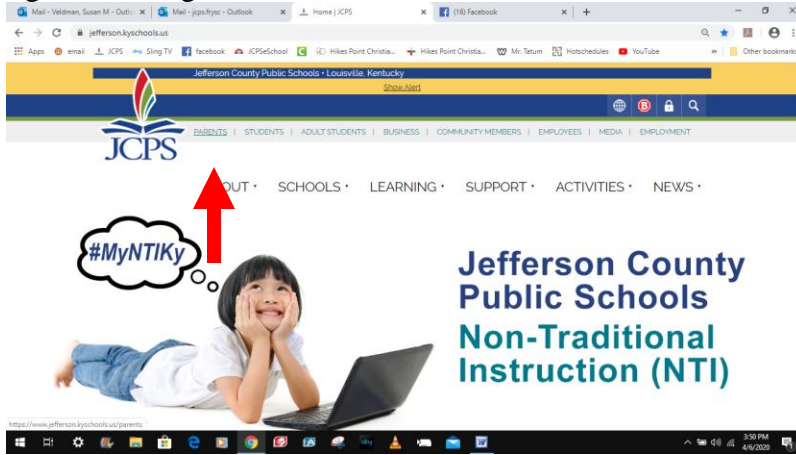 Mail - Veldman, Susan M - Outlo
Mail - jcps.frysc - Outlook
Home | JCPS
(16) Facebook
jefferson.kyschools.us
Apps email JCPS Sling TV facebook JCPSeSchool Hikes Point Christia... Hikes Point Christia... Mr. Tatum Hotschedules YouTube » Other bookmarks
Jefferson County Public Schools • Louisville, Kentucky
Show Alert
JCPS
PARENTS | STUDENTS | ADULT STUDENTS | BUSINESS | COMMUNITY MEMBERS | EMPLOYEES | MEDIA | EMPLOYMENT
OUT SCHOOLS LEARNING SUPPORT ACTIVITIES NEWS
#MyNTIKy
Jefferson County
Public Schools
Non-Traditional
Instruction (NTI)
https://www.jefferson.kyschools.us/parents
3:50 PM
4/6/2020